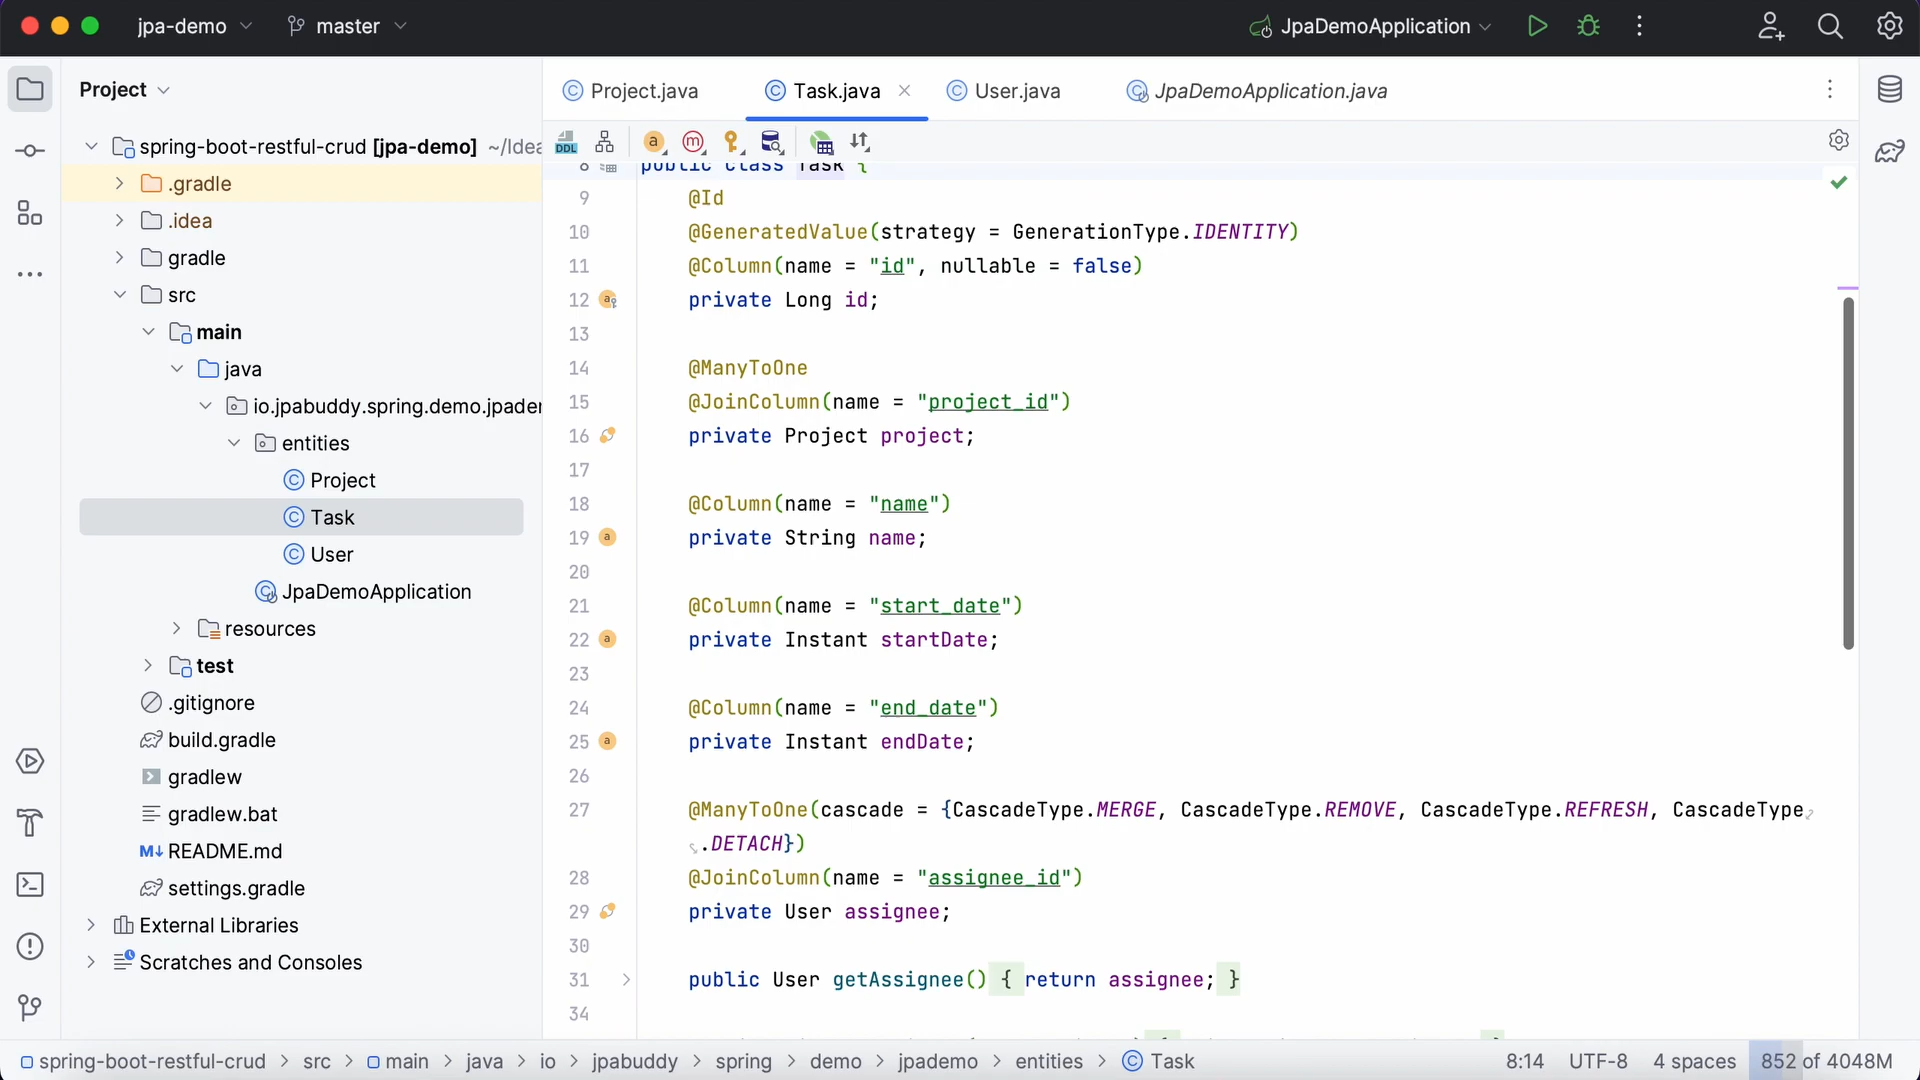 jpa-demo
master
JpaDemoApplication
Project
spring-boot-restful-crud [jpa-demo] ~/Idea
.gradle
.idea
gradle
src
main
java
io.jpabuddy.spring.demo.jpader
entities
Project
Task
User
JpaDemoApplication
resources
test
.gitignore
build.gradle
gradlew
gradlew.bat
M↓ README.md
settings.gradle
External Libraries
Scratches and Consoles
Project.java
Task.java
User.java
JpaDemoApplication.java
DDL
8 public class Task {
9 @Id
10 @GeneratedValue(strategy = GenerationType.IDENTITY)
11 @Column(name = "id", nullable = false)
12 private Long id;
13
14 @ManyToOne
15 @JoinColumn(name = "project_id")
16 private Project project;
17
18 @Column(name = "name")
19 private String name;
20
21 @Column(name = "start_date")
22 private Instant startDate;
23
24 @Column(name = "end_date")
25 private Instant endDate;
26
27 @ManyToOne(cascade = {CascadeType.MERGE, CascadeType.REMOVE, CascadeType.REFRESH, CascadeType
.DETACH})
28 @JoinColumn(name = "assignee_id")
29 private User assignee;
30
31 public User getAssignee() { return assignee; }
34
spring-boot-restful-crud > src > main > java > io > jpabuddy > spring > demo > jpademo > entities > Task
8:14
UTF-8
4 spaces
852 of 4048M